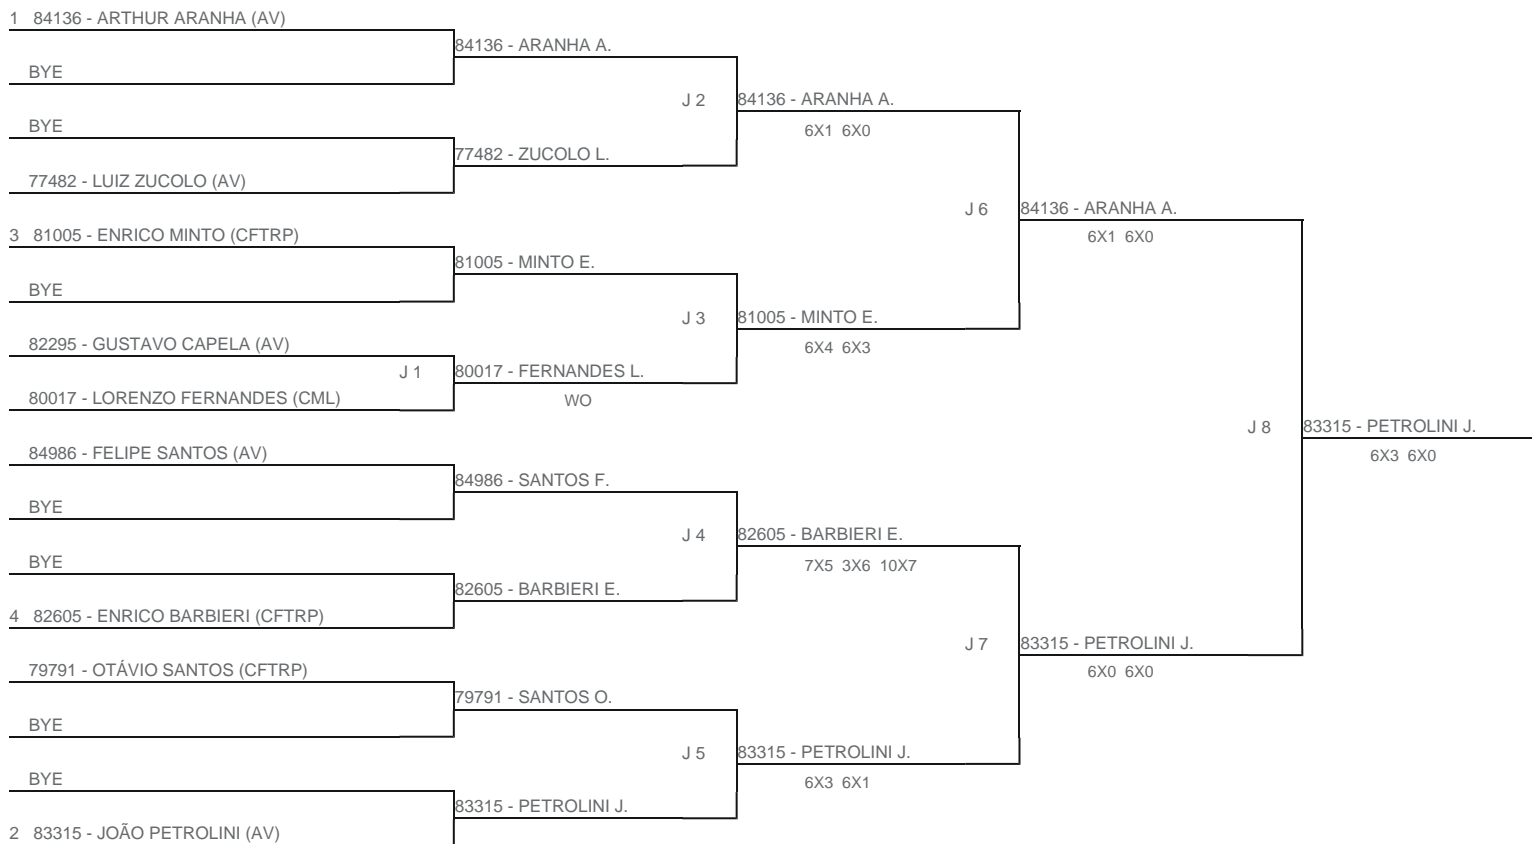 1 84136 - ARTHUR ARANHA (AV)
84136 - ARANHA A.
BYE
J 2
84136 - ARANHA A.
6X1 6X0
BYE
77482 - ZUCOLO L.
77482 - LUIZ ZUCOLO (AV)
J 6
84136 - ARANHA A.
6X1 6X0
3 81005 - ENRICO MINTO (CFTRP)
81005 - MINTO E.
BYE
J 3
81005 - MINTO E.
6X4 6X3
82295 - GUSTAVO CAPELA (AV)
J 1
80017 - FERNANDES L.
WO
80017 - LORENZO FERNANDES (CML)
J 8
83315 - PETROLINI J.
6X3 6X0
84986 - FELIPE SANTOS (AV)
84986 - SANTOS F.
BYE
J 4
82605 - BARBIERI E.
7X5 3X6 10X7
BYE
82605 - BARBIERI E.
4 82605 - ENRICO BARBIERI (CFTRP)
J 7
83315 - PETROLINI J.
6X0 6X0
79791 - OTÁVIO SANTOS (CFTRP)
79791 - SANTOS O.
BYE
J 5
83315 - PETROLINI J.
6X3 6X1
BYE
83315 - PETROLINI J.
2 83315 - JOÃO PETROLINI (AV)